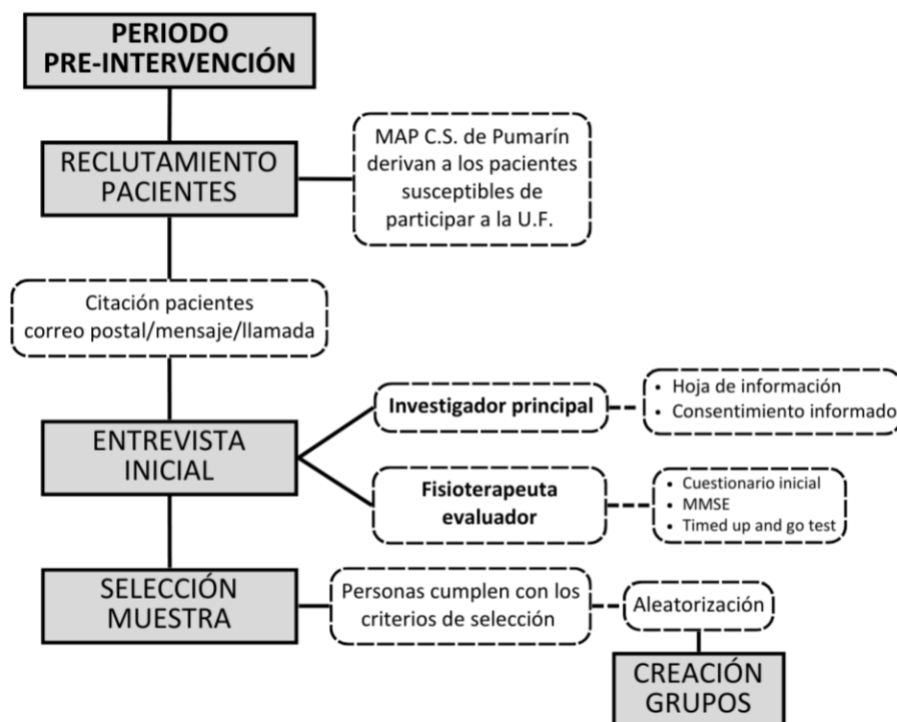 PERIODO
PRE-INTERVENCIÓN
RECLUTAMIENTO
PACIENTES
MAP C.S. de Pumarín
derivan a los pacientes
susceptibles de
participar a la U.F.
Citación pacientes
correo postal/mensaje/llamada
ENTREVISTA
INICIAL
Investigador principal
• Hoja de información
• Consentimiento informado
Fisioterapeuta
evaluador
• Cuestionario inicial
• MMSE
• Timed up and go test
SELECCIÓN
MUESTRA
Personas cumplen con los
criterios de selección
Aleatorización
CREACIÓN
GRUPOS